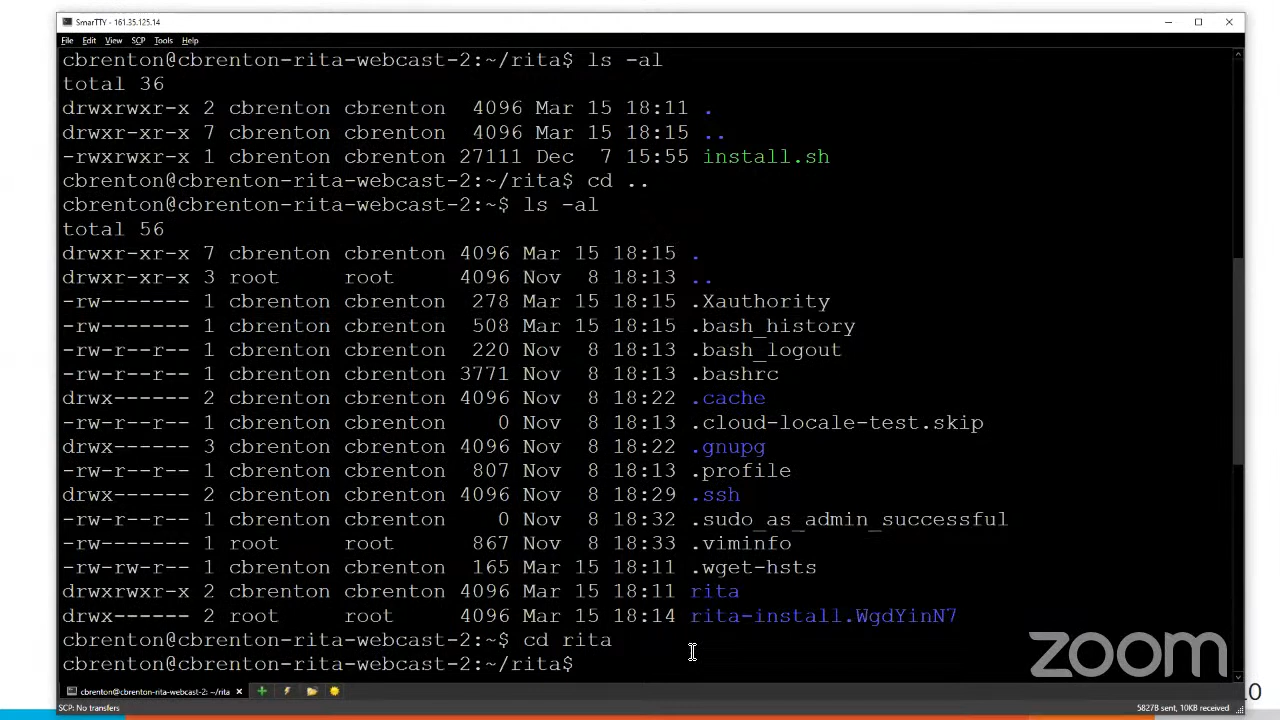 SmarTTY - 161.35.125.14
File Edit View SCP Tools Help
cbrenton@cbrenton-rita-webcast-2:~/rita$ ls -al
total 36
drwxrwxr-x 2 cbrenton cbrenton  4096 Mar 15 18:11 .
drwxrwxr-x 7 cbrenton cbrenton  4096 Mar 15 18:15 ..
-rwxrwxr-x 1 cbrenton cbrenton 27111 Dec  7 15:55 install.sh
cbrenton@cbrenton-rita-webcast-2:~/rita$ cd ..
cbrenton@cbrenton-rita-webcast-2:~$ ls -al
total 56
drwxr-xr-x 7 cbrenton cbrenton 4096 Mar 15 18:15 .
drwxr-xr-x 3 root     root     4096 Nov  8 18:13 ..
-rw------- 1 cbrenton cbrenton  278 Mar 15 18:15 .Xauthority
-rw------- 1 cbrenton cbrenton  508 Mar 15 18:15 .bash_history
-rw-r--r-- 1 cbrenton cbrenton  220 Nov  8 18:13 .bash_logout
-rw-r--r-- 1 cbrenton cbrenton 3771 Nov  8 18:13 .bashrc
drwx------ 2 cbrenton cbrenton 4096 Nov  8 18:22 .cache
-rw-r--r-- 1 cbrenton cbrenton    0 Nov  8 18:13 .cloud-locale-test.skip
drwx------ 3 cbrenton cbrenton 4096 Nov  8 18:22 .gnupg
-rw-r--r-- 1 cbrenton cbrenton  807 Nov  8 18:13 .profile
drwx------ 2 cbrenton cbrenton 4096 Nov  8 18:29 .ssh
-rw-r--r-- 1 cbrenton cbrenton    0 Nov  8 18:32 .sudo_as_admin_successful
-rw------- 1 root     root      867 Nov  8 18:33 .viminfo
-rw-rw-r-- 1 cbrenton cbrenton  165 Mar 15 18:11 .wget-hsts
drwxrwxr-x 2 cbrenton cbrenton 4096 Mar 15 18:11 rita
drwx------ 2 root     root     4096 Mar 15 18:14 rita-install.WgdYinN7
cbrenton@cbrenton-rita-webcast-2:~$ cd rita
cbrenton@cbrenton-rita-webcast-2:~/rita$
zoom
cbrenton@cbrenton-rita-webcast-2: ~/rita
SCP: No transfers
5827B sent, 10KB received